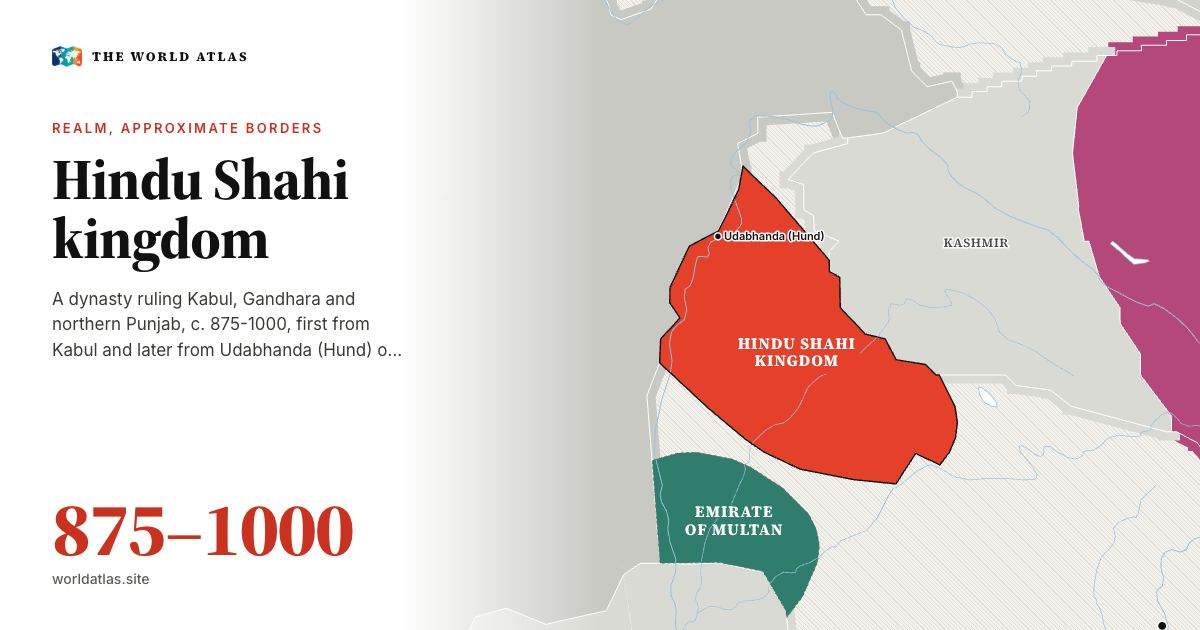 THE WORLD ATLAS
REALM, APPROXIMATE BORDERS
Hindu Shahi
kingdom
A dynasty ruling Kabul, Gandhara and
northern Punjab, c. 875-1000, first from
Kabul and later from Udabhanda (Hund) o...
875–1000
worldatlas.site
Udabhanda (Hund)
KASHMIR
HINDU SHAHI
KINGDOM
EMIRATE
OF MULTAN